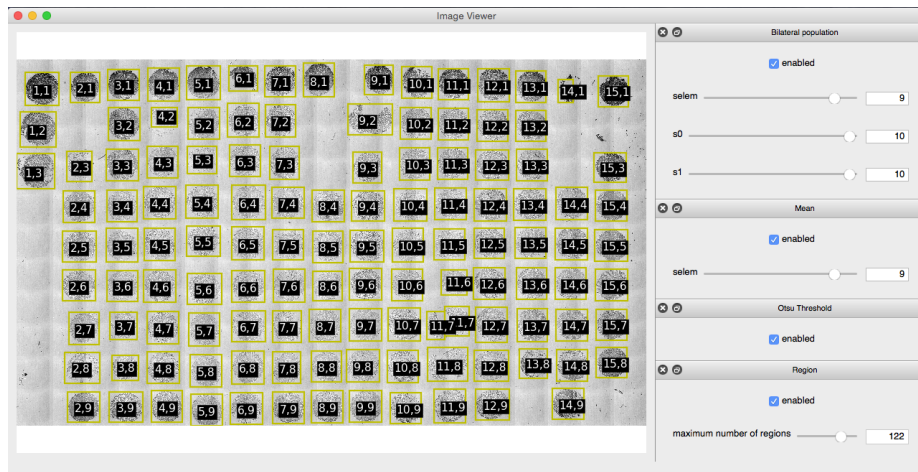 Image Viewer
1,1 2,1 3,1 4,1 5,1 6,1 7,1 8,1 9,1 10,1 11,1 12,1 13,1 14,1 15,1
1,2 3,2 4,2 5,2 6,2 7,2 9,2 10,2 11,2 12,2 13,2
1,3 2,3 3,3 4,3 5,3 6,3 7,3 9,3 10,3 11,3 12,3 13,3 15,3
2,4 3,4 4,4 5,4 6,4 7,4 8,4 9,4 10,4 11,4 12,4 13,4 14,4 15,4
2,5 3,5 4,5 5,5 6,5 7,5 8,5 9,5 10,5 11,5 12,5 13,5 14,5 15,5
2,6 3,6 4,6 5,6 6,6 7,6 8,6 9,6 10,6 11,6 12,6 13,6 14,6 15,6
2,7 3,7 4,7 5,7 6,7 7,7 8,7 9,7 10,7 11,7 11,7 12,7 13,7 14,7 15,7
2,8 3,8 4,8 5,8 6,8 7,8 8,8 9,8 10,8 11,8 12,8 13,8 14,8 15,8
2,9 3,9 4,9 5,9 6,9 7,9 8,9 9,9 10,9 11,9 12,9 14,9
Bilateral population
enabled
selem 9
s0 10
s1 10
Mean
enabled
selem 9
Otsu Threshold
enabled
Region
enabled
maximum number of regions 122